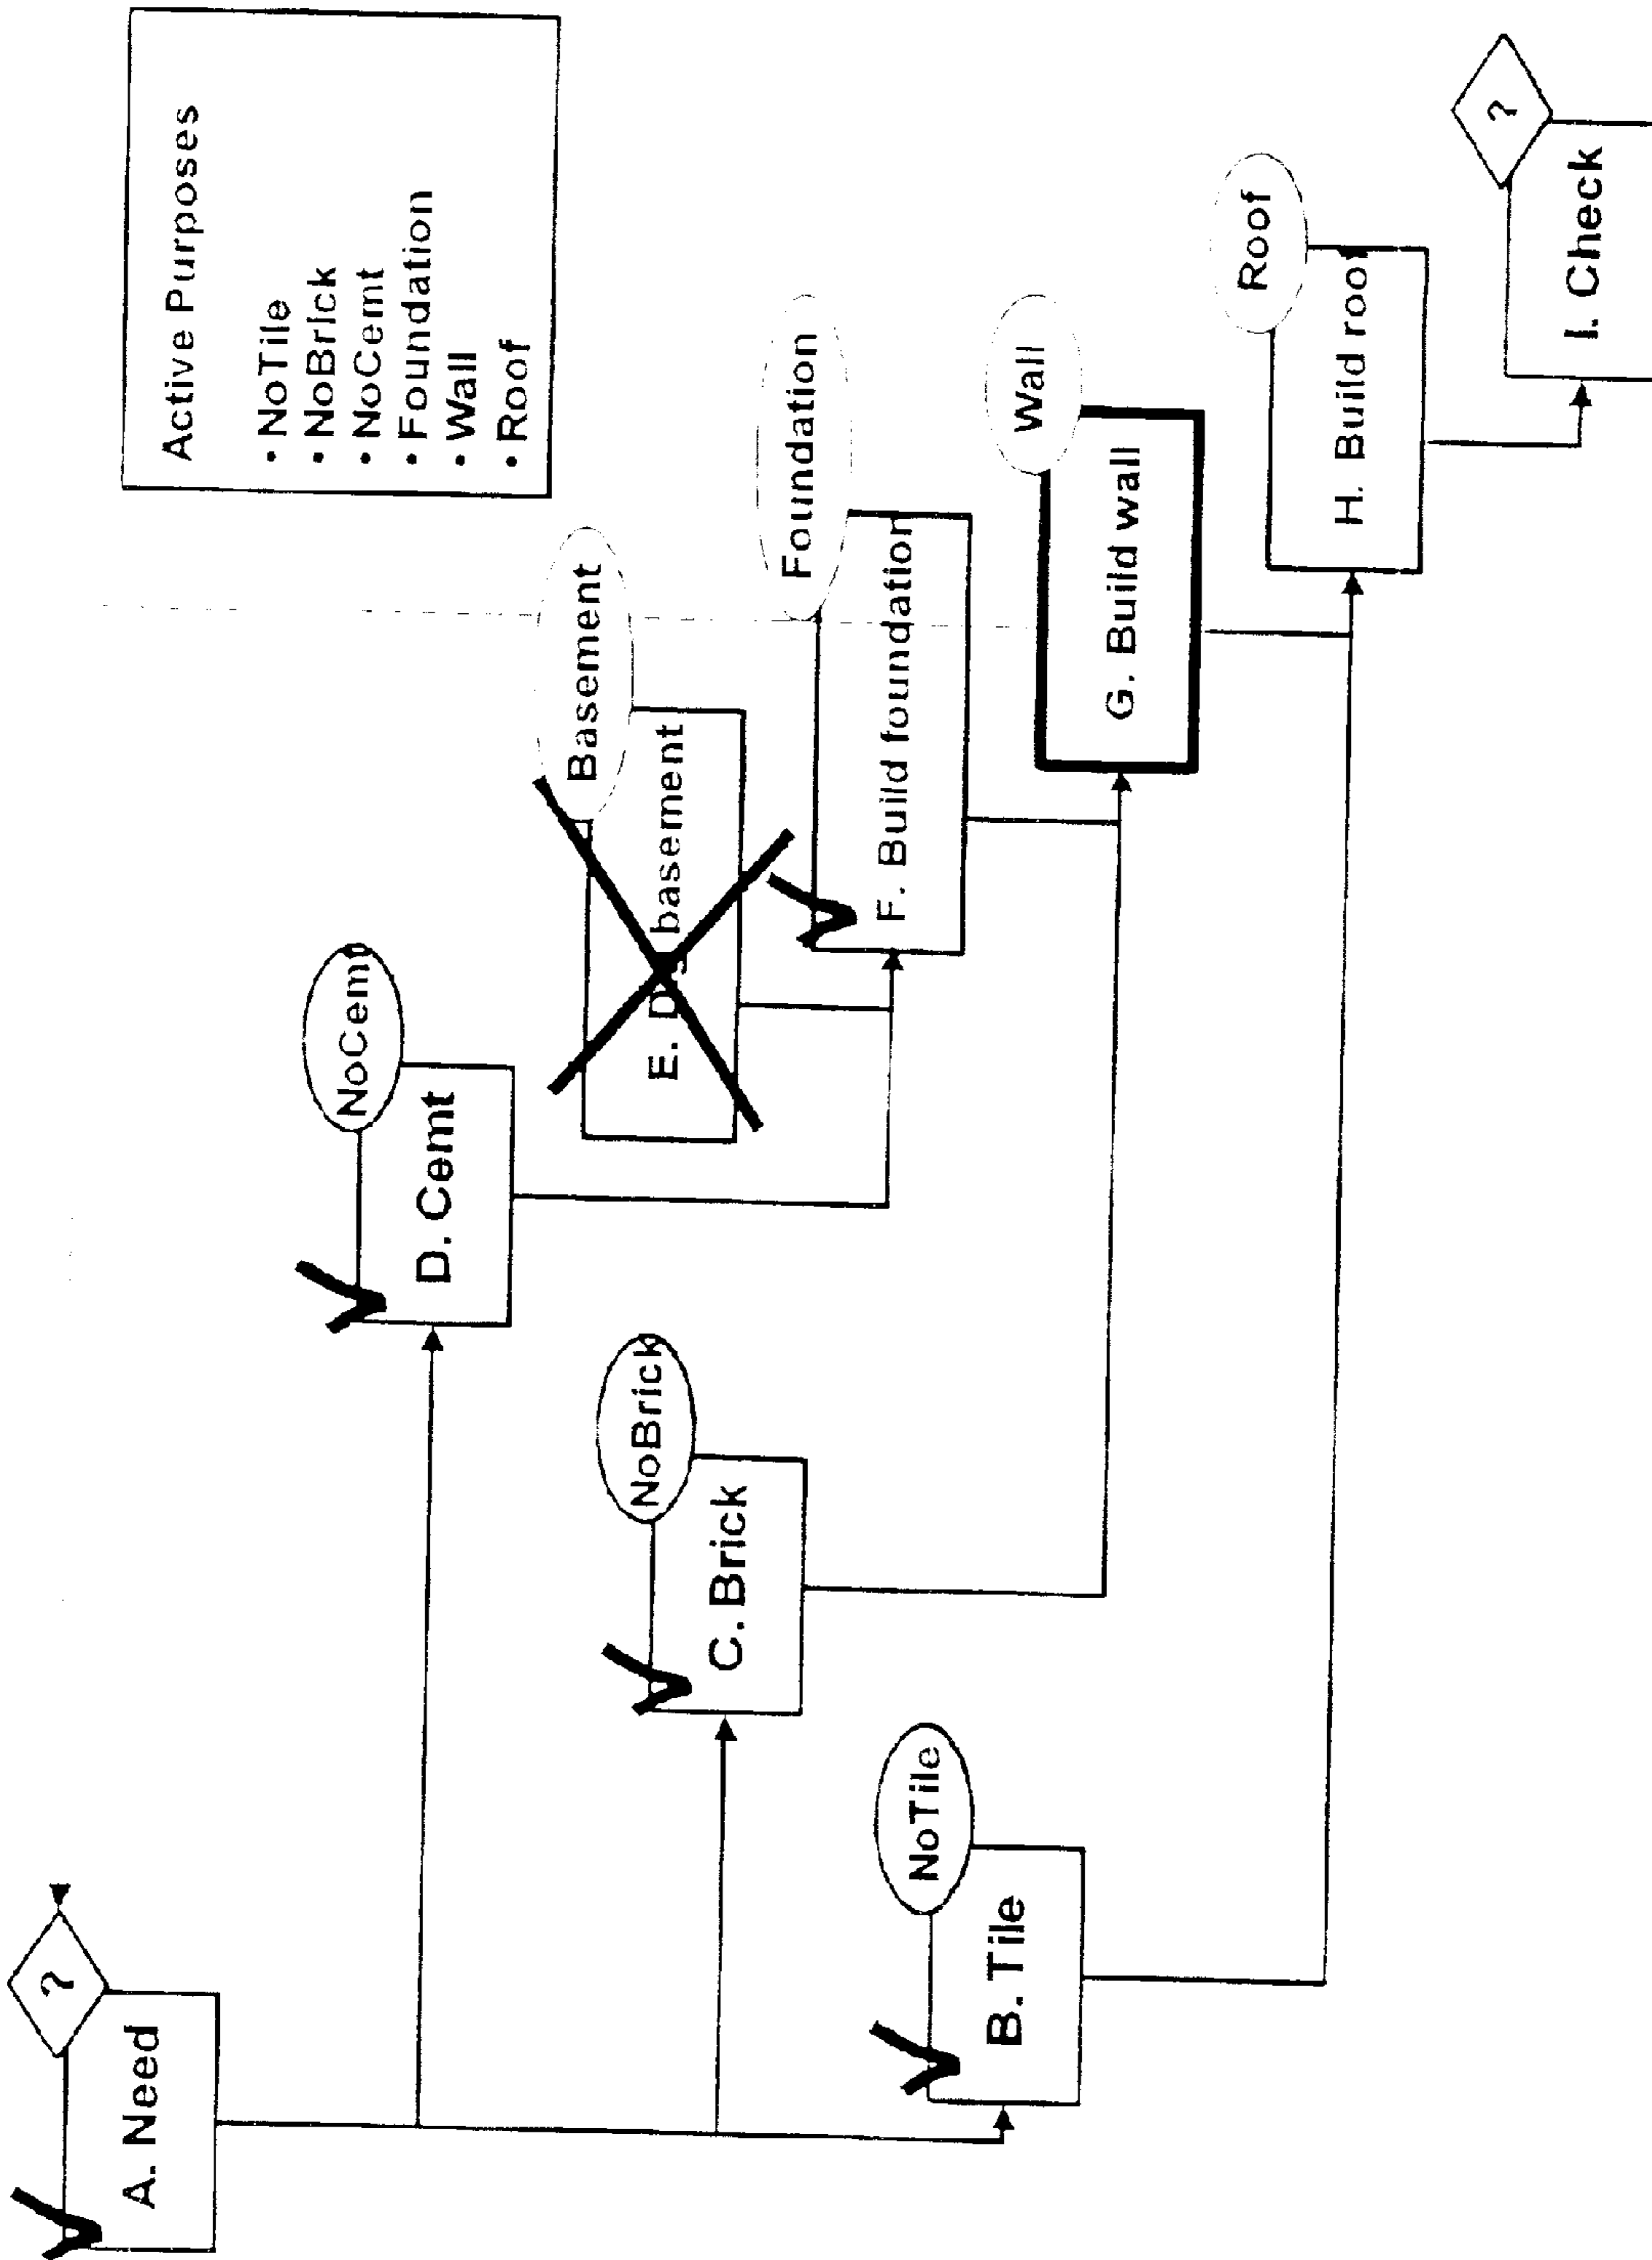 ?
A. Need
Active Purposes
• NoTile
• NoBrick
• NoCemt
• Foundation
• Wall
• Roof
NoCemt
D. Cemt
Basement
E. Dig basement
NoBrick
C. Brick
Foundation
F. Build foundation
NoTile
B. Tile
Wall
G. Build wall
Roof
H. Build roof
?
I. Check